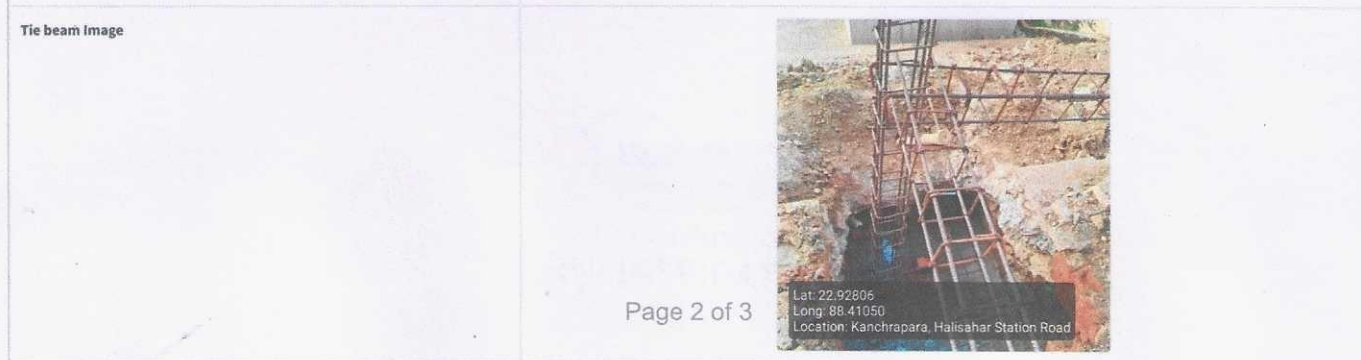 Tie beam Image
Lat: 22.92806
Long: 88.41050
Location: Kanchrapara, Halisahar Station Road
Page 2 of 3